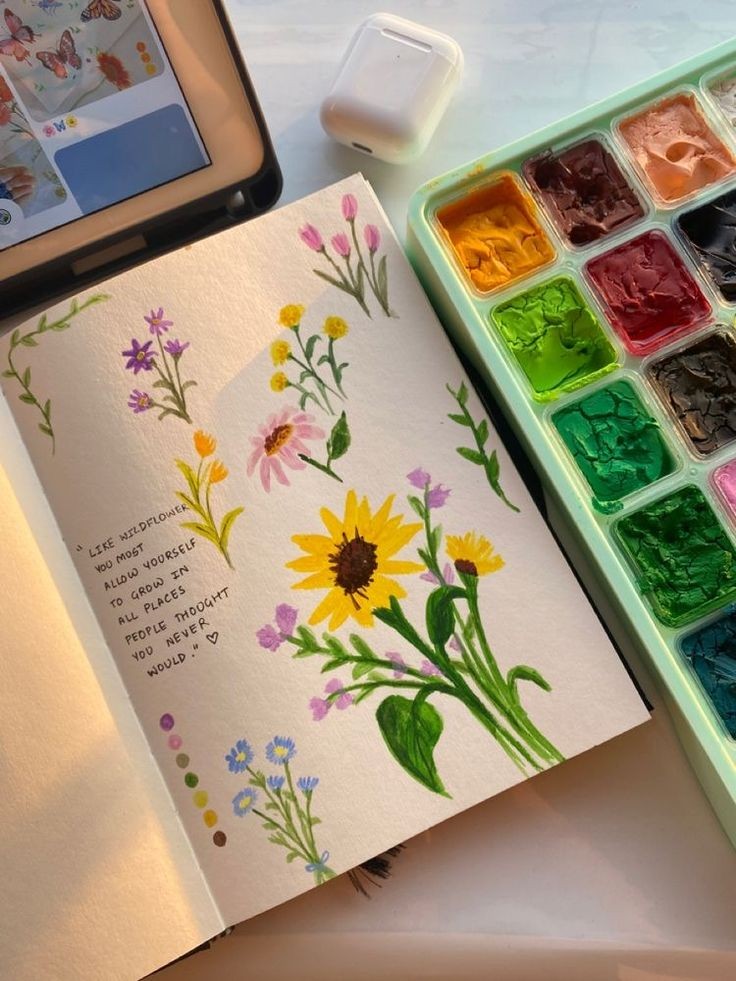 "LIKE WILDFLOWER
YOU MOST
ALLOW YOURSELF
TO GROW IN
ALL PLACES
PEOPLE THOUGHT
YOU NEVER
WOULD." ♡